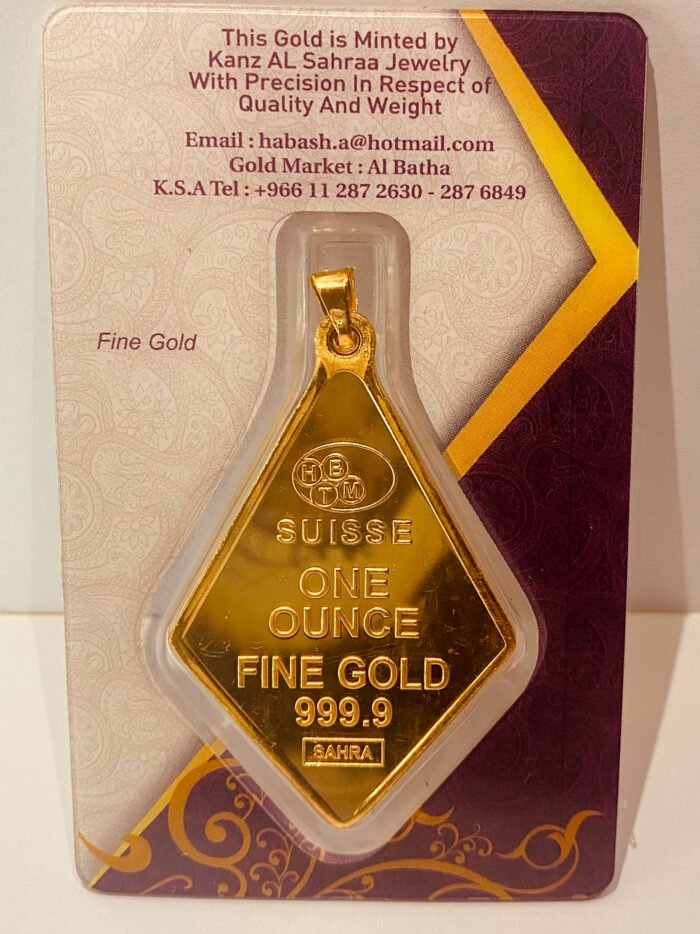 This Gold is Minted by
Kanz AL Sahraa Jewelry
With Precision In Respect of
Quality And Weight
Email : habash.a@hotmail.com
Gold Market : Al Batha
K.S.A Tel : +966 11 287 2630 - 287 6849
Fine Gold
H B
T M
SUISSE
ONE
OUNCE
FINE GOLD
999.9
SAHRA